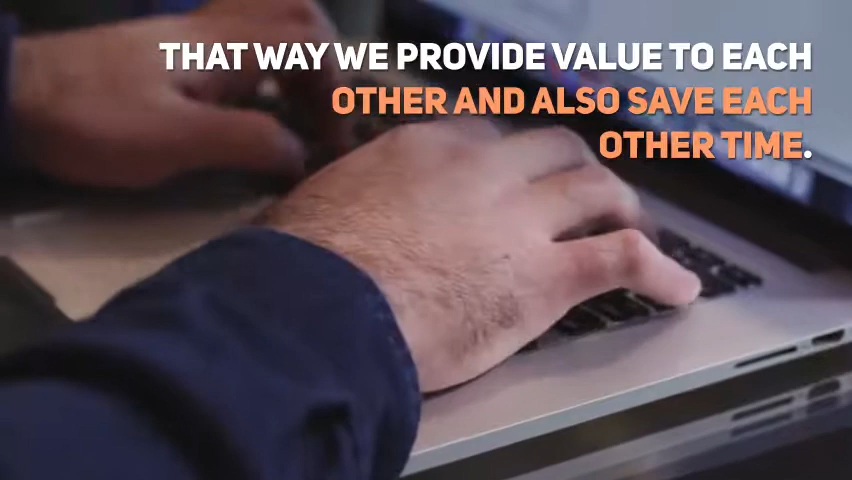 THAT WAY WE PROVIDE VALUE TO EACH
OTHER AND ALSO SAVE EACH
OTHER TIME.